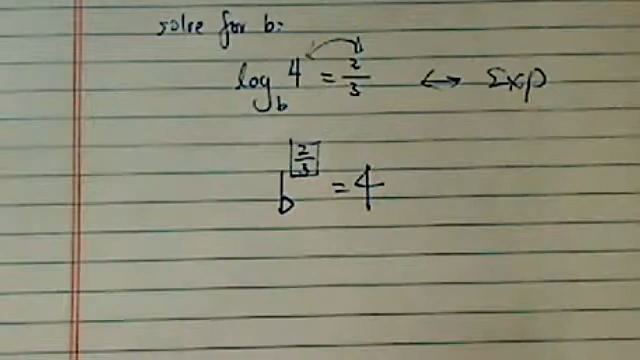 solve for b:
log_b 4 = 2/3 ↔ Exp
b^(2/3) = 4